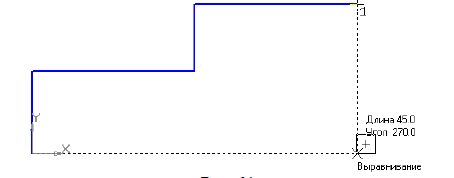 1
Y
X
Длина 45.0
Угол 270.0
Выравнивание